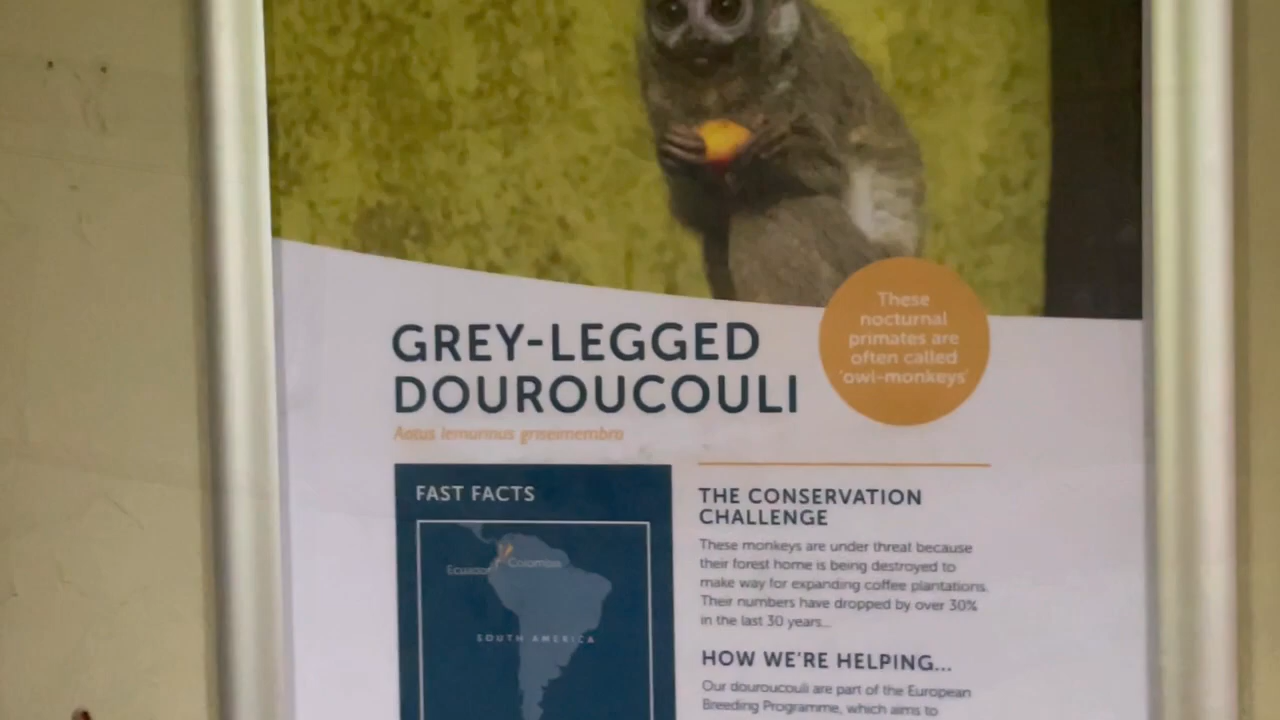 These
nocturnal
primates are
often called
'owl-monkeys'
GREY-LEGGED
DOUROUCOULI
Aotus lemurinus griseimembra
FAST FACTS
Ecuador
Colombia
SOUTH AMERICA
THE CONSERVATION
CHALLENGE
These monkeys are under threat because
their forest home is being destroyed to
make way for expanding coffee plantations.
Their numbers have dropped by over 30%
in the last 30 years...
HOW WE'RE HELPING...
Our douroucouli are part of the European
Breeding Programme, which aims to